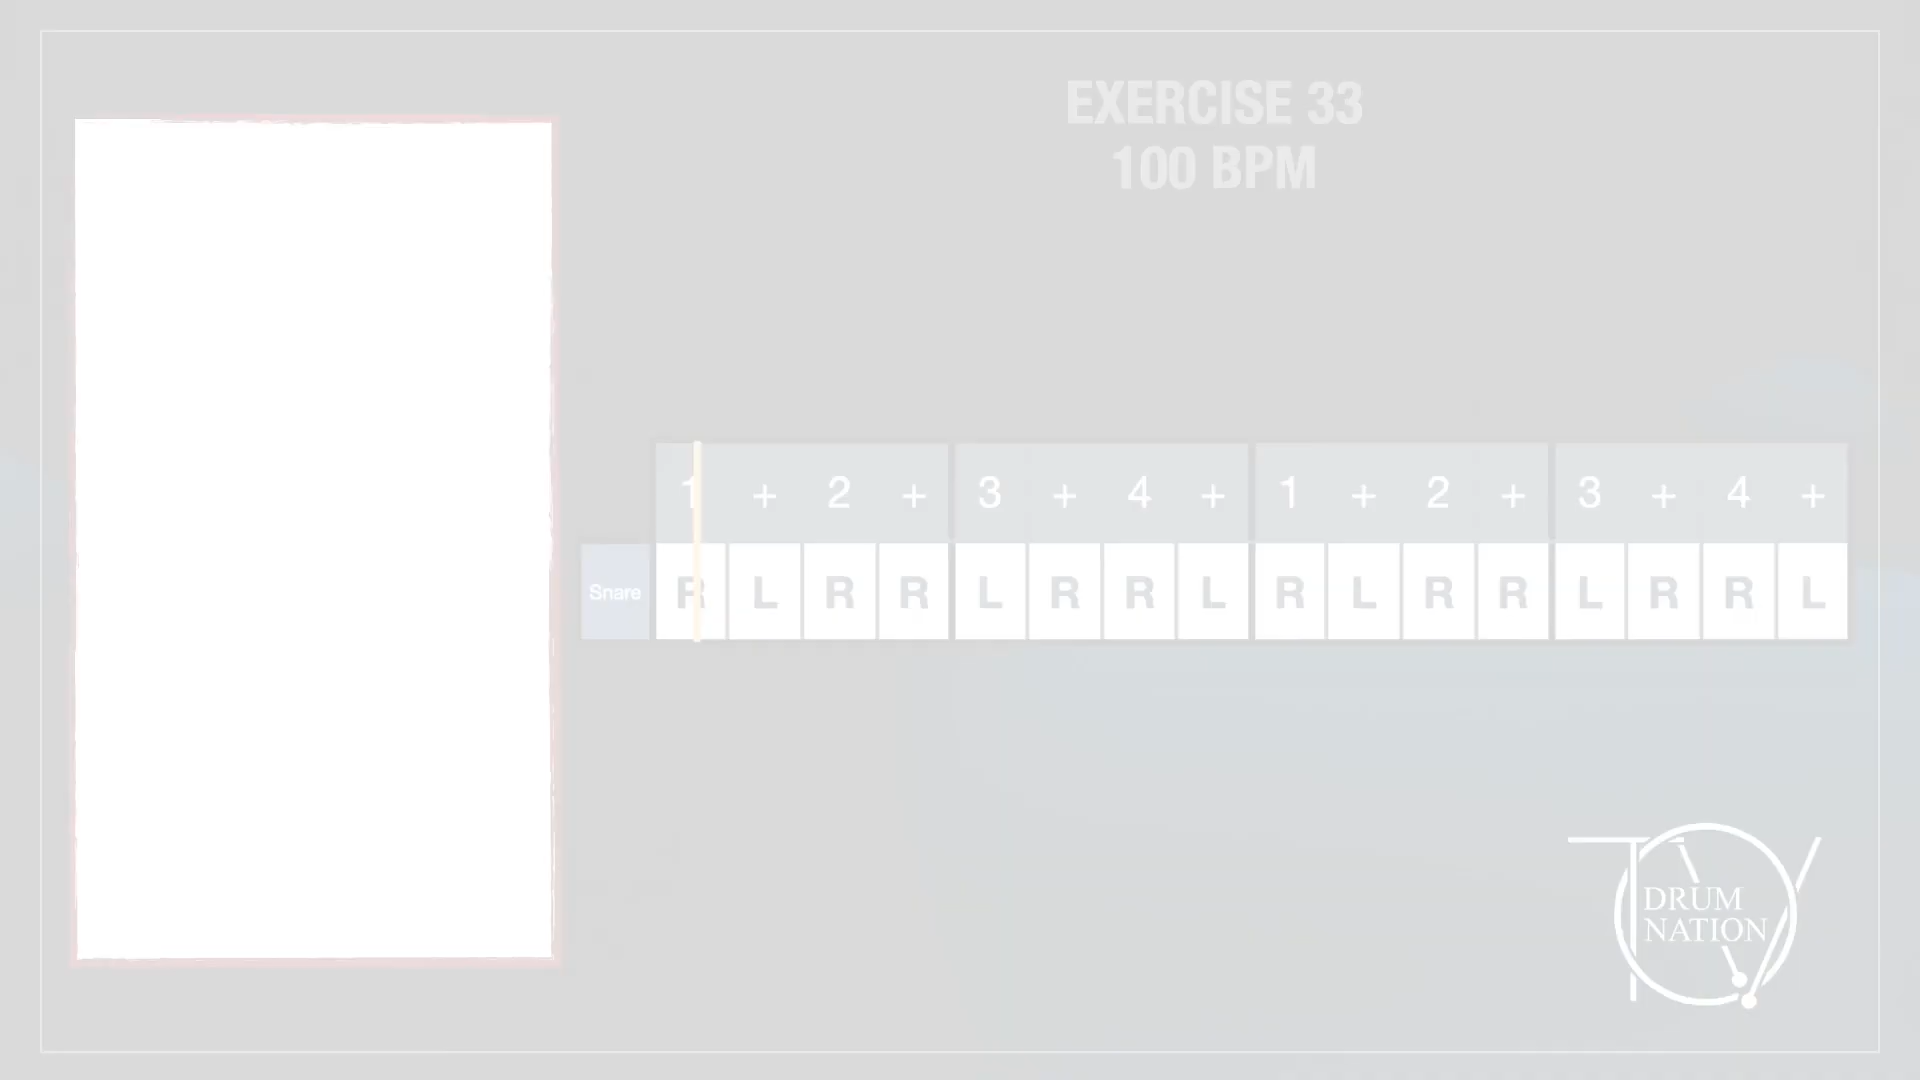 EXERCISE 33
100 BPM
1 + 2 + 3 + 4 + 1 + 2 + 3 + 4 +
Snare R L R R L R R L R L R R L R R L
DRUM
NATION